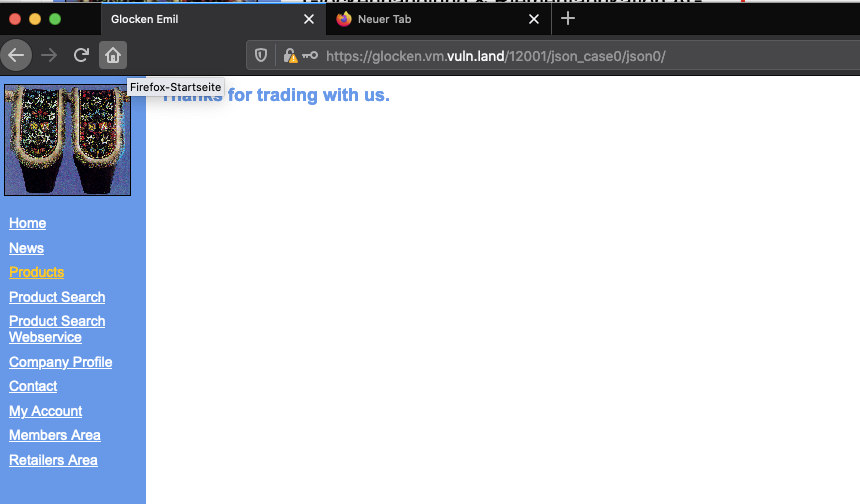 Glocken Emil
Neuer Tab
https://glocken.vm.vuln.land/12001/json_case0/json0/
Firefox-Startseite
Thanks for trading with us.
Home
News
Products
Product Search
Product Search
Webservice
Company Profile
Contact
My Account
Members Area
Retailers Area